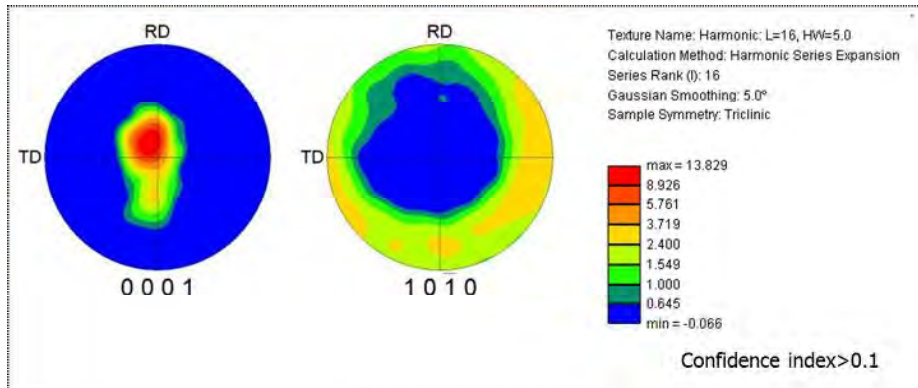 RD
TD
0 0 0 1
RD
TD
1 0 1̄ 0
Texture Name: Harmonic: L=16, HW=5.0
Calculation Method: Harmonic Series Expansion
Series Rank (l): 16
Gaussian Smoothing: 5.0°
Sample Symmetry: Triclinic
max = 13.829
8.926
5.761
3.719
2.400
1.549
1.000
0.645
min = -0.066
Confidence index>0.1